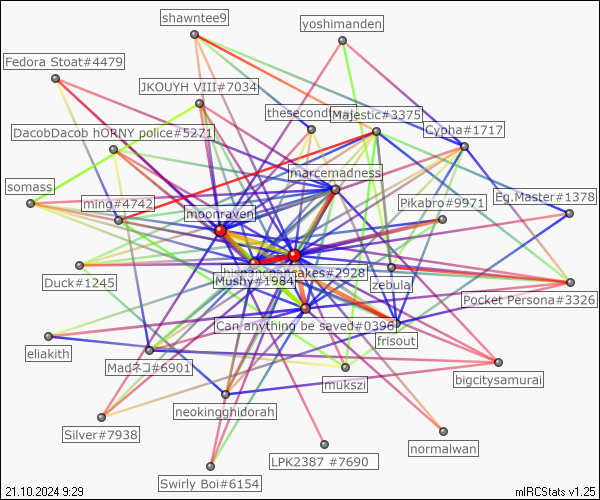 shawntee9
yoshimanden
Fedora Stoat#4479
JKOUYH VIII#7034
Majestic#3375
DacobDacob hORNY police#5271
Cypha#1717
marcemadness
somass
ming#4742
Pikabro#9971
Eg.Master#1378
moonraven
Mushy#1984
zebula
Duck#1245
Pocket Persona#3326
Can anything be saved#0396
frisout
eliakith
Madネコ#6901
mukszi
bigcitysamurai
neokingghidorah
Silver#7938
normalwan
LPK2387 #7690
Swirly Boi#6154
21.10.2024 9:29
mIRCStats v1.25